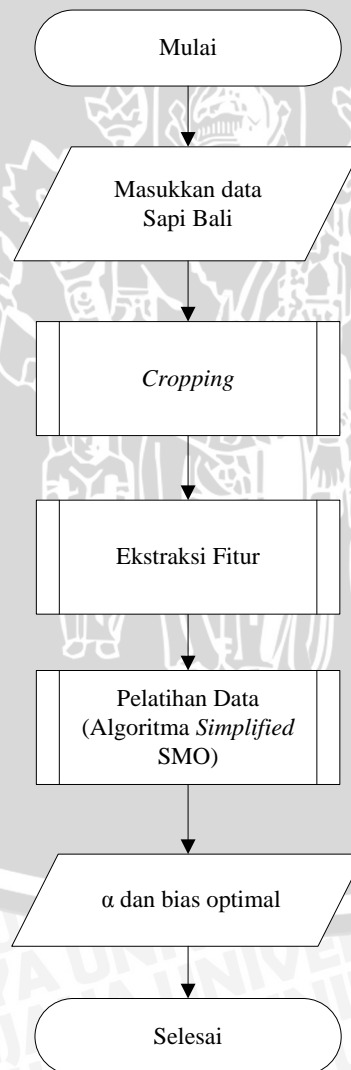 Mulai
Masukkan data
Sapi Bali
Cropping
Ekstraksi Fitur
Pelatihan Data
(Algoritma Simplified
SMO)
α dan bias optimal
Selesai